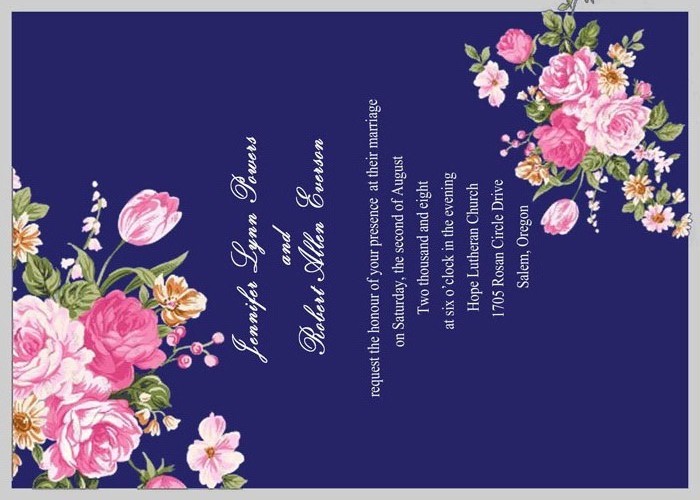 Jennifer Lynn Powers
and
Robert Allen Everson
request the honour of your presence at their marriage
on Saturday, the second of August
Two thousand and eight
at six o'clock in the evening
Hope Lutheran Church
1705 Rosan Circle Drive
Salem, Oregon